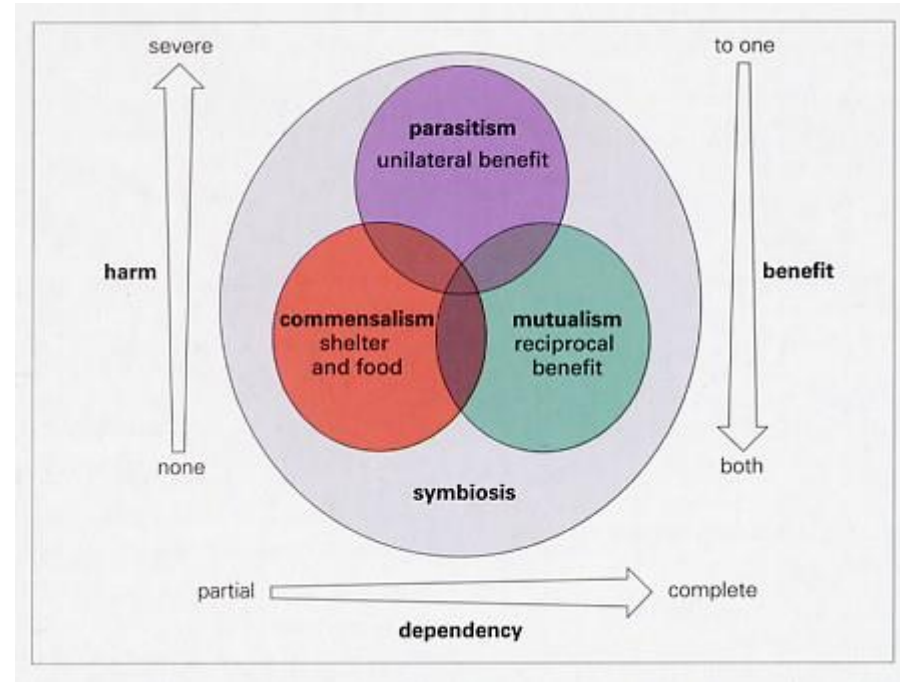 severe
to one
parasitism
unilateral benefit
harm
benefit
commensalism
shelter
and food
mutualism
reciprocal
benefit
none
both
symbiosis
partial
complete
dependency